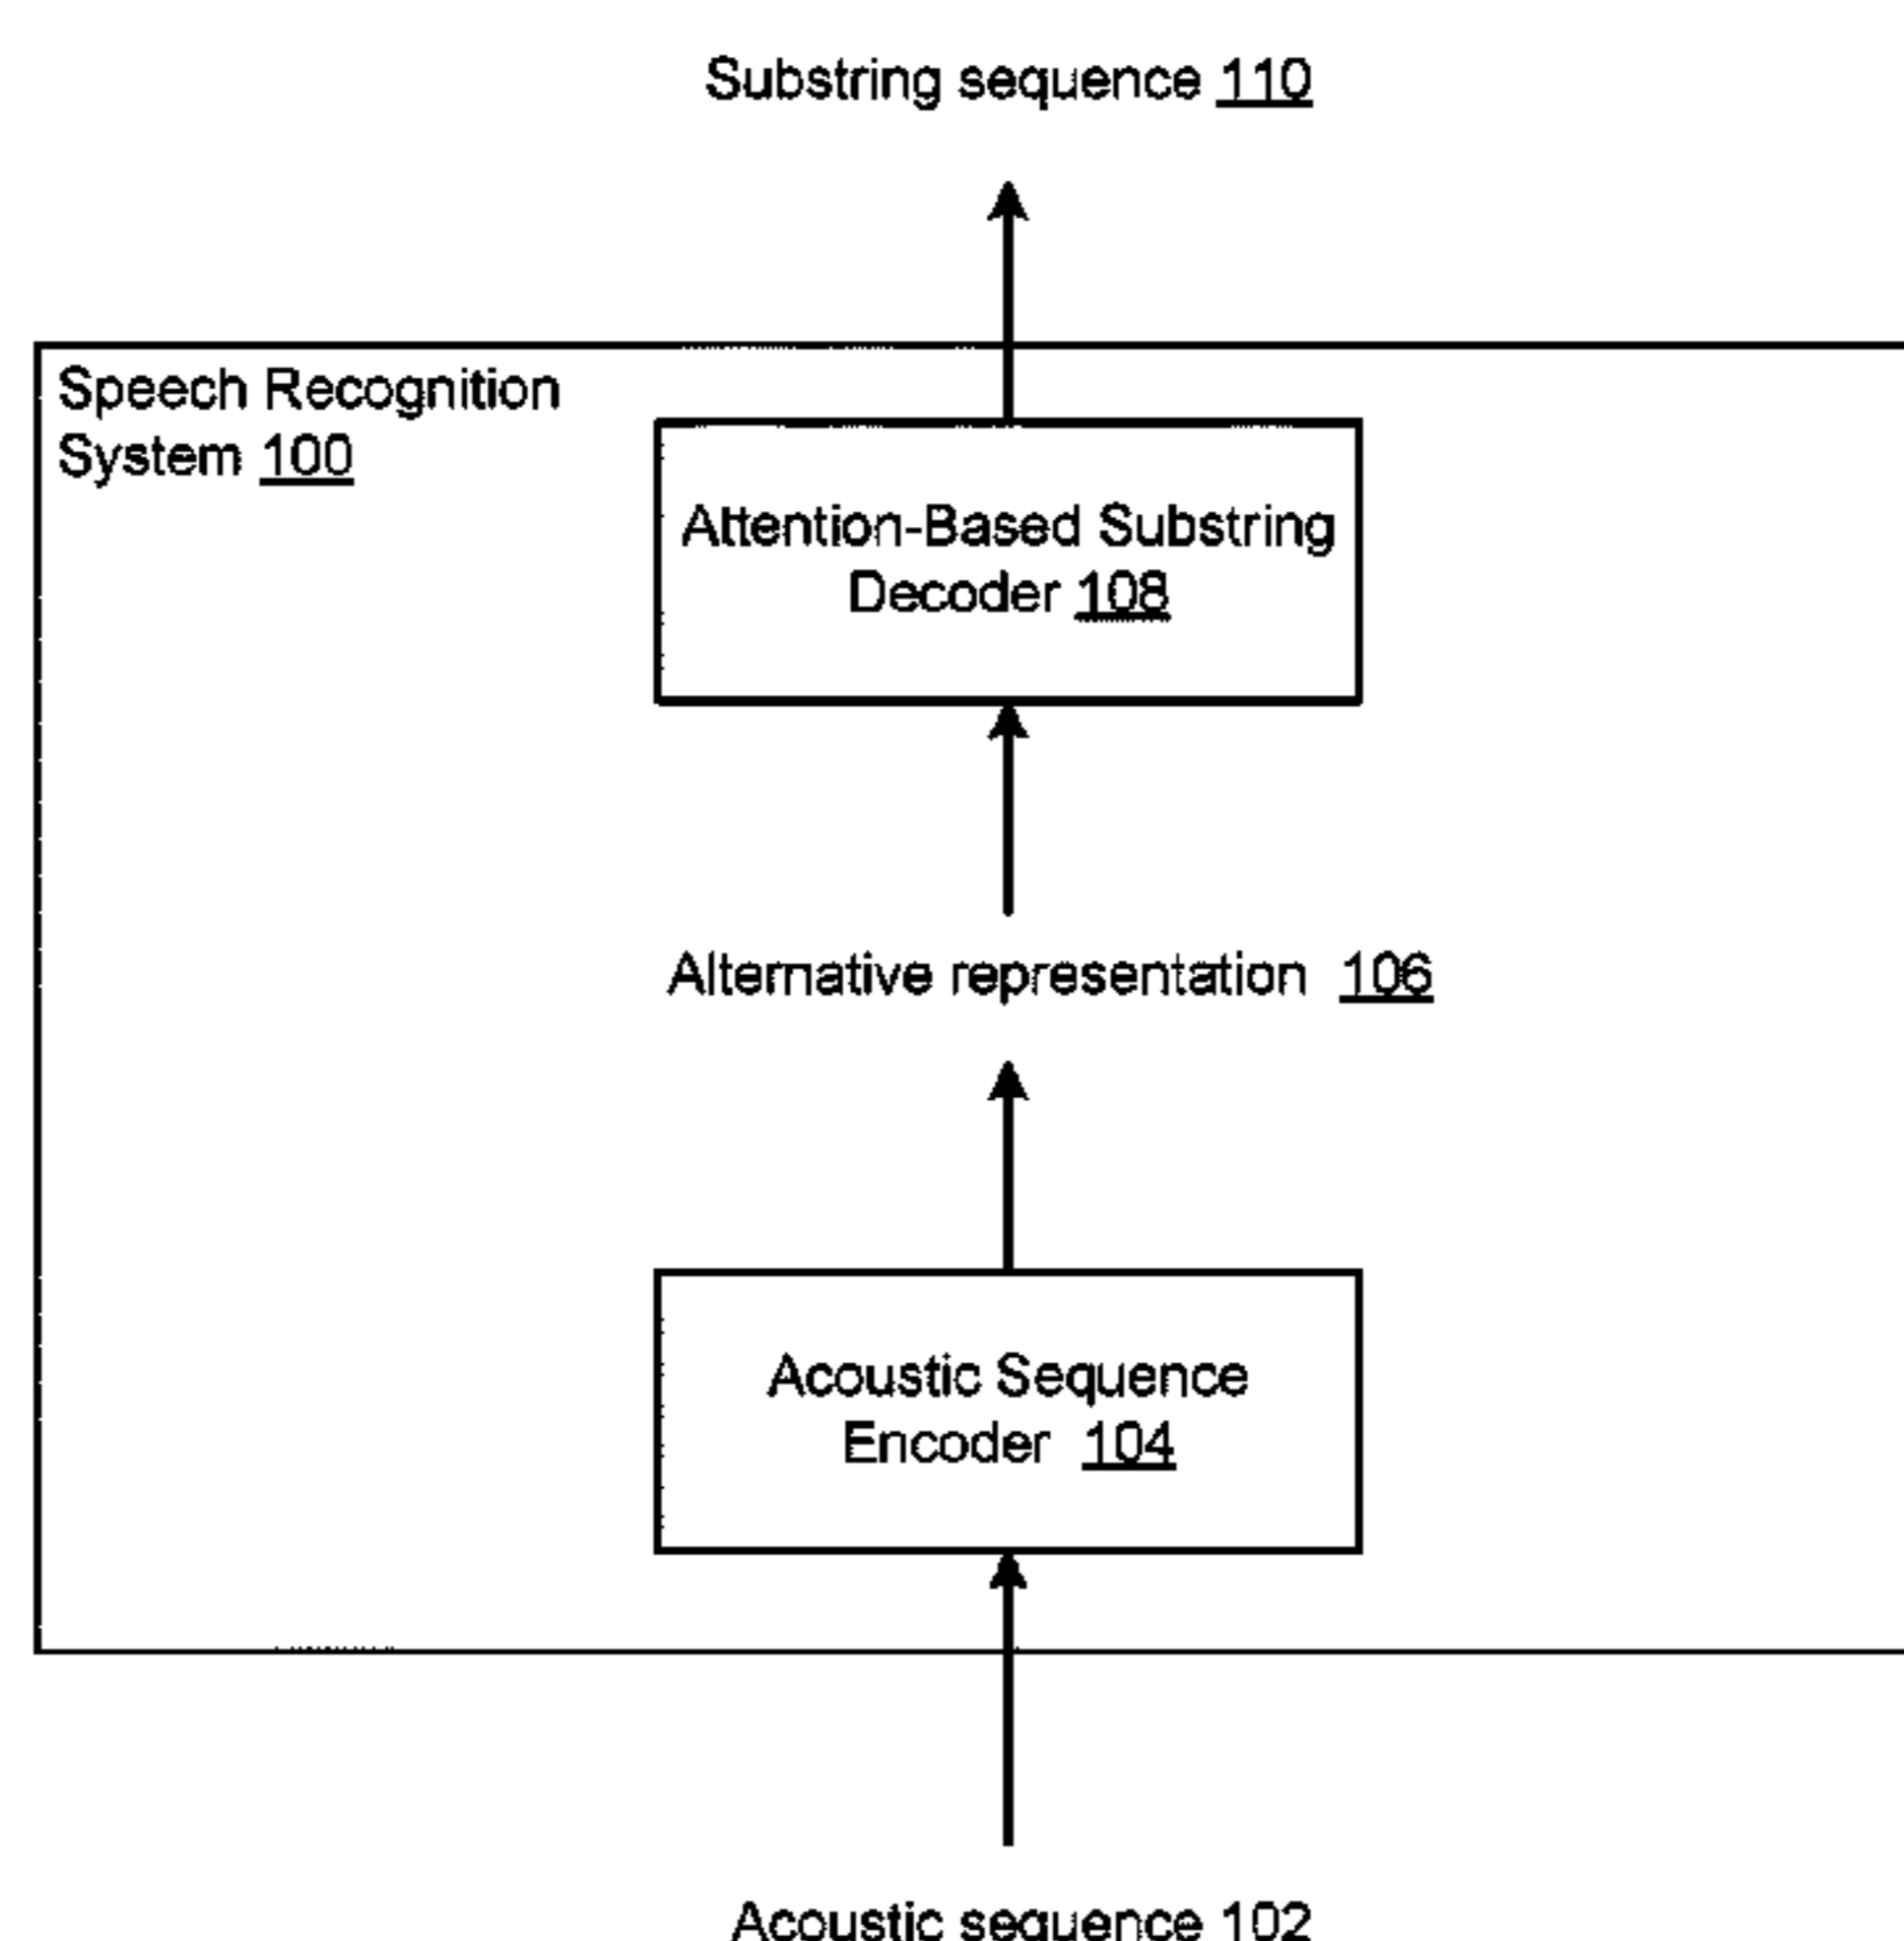 Substring sequence 110
Speech Recognition
System 100
Attention-Based Substring
Decoder 108
Alternative representation 106
Acoustic Sequence
Encoder 104
Acoustic sequence 102